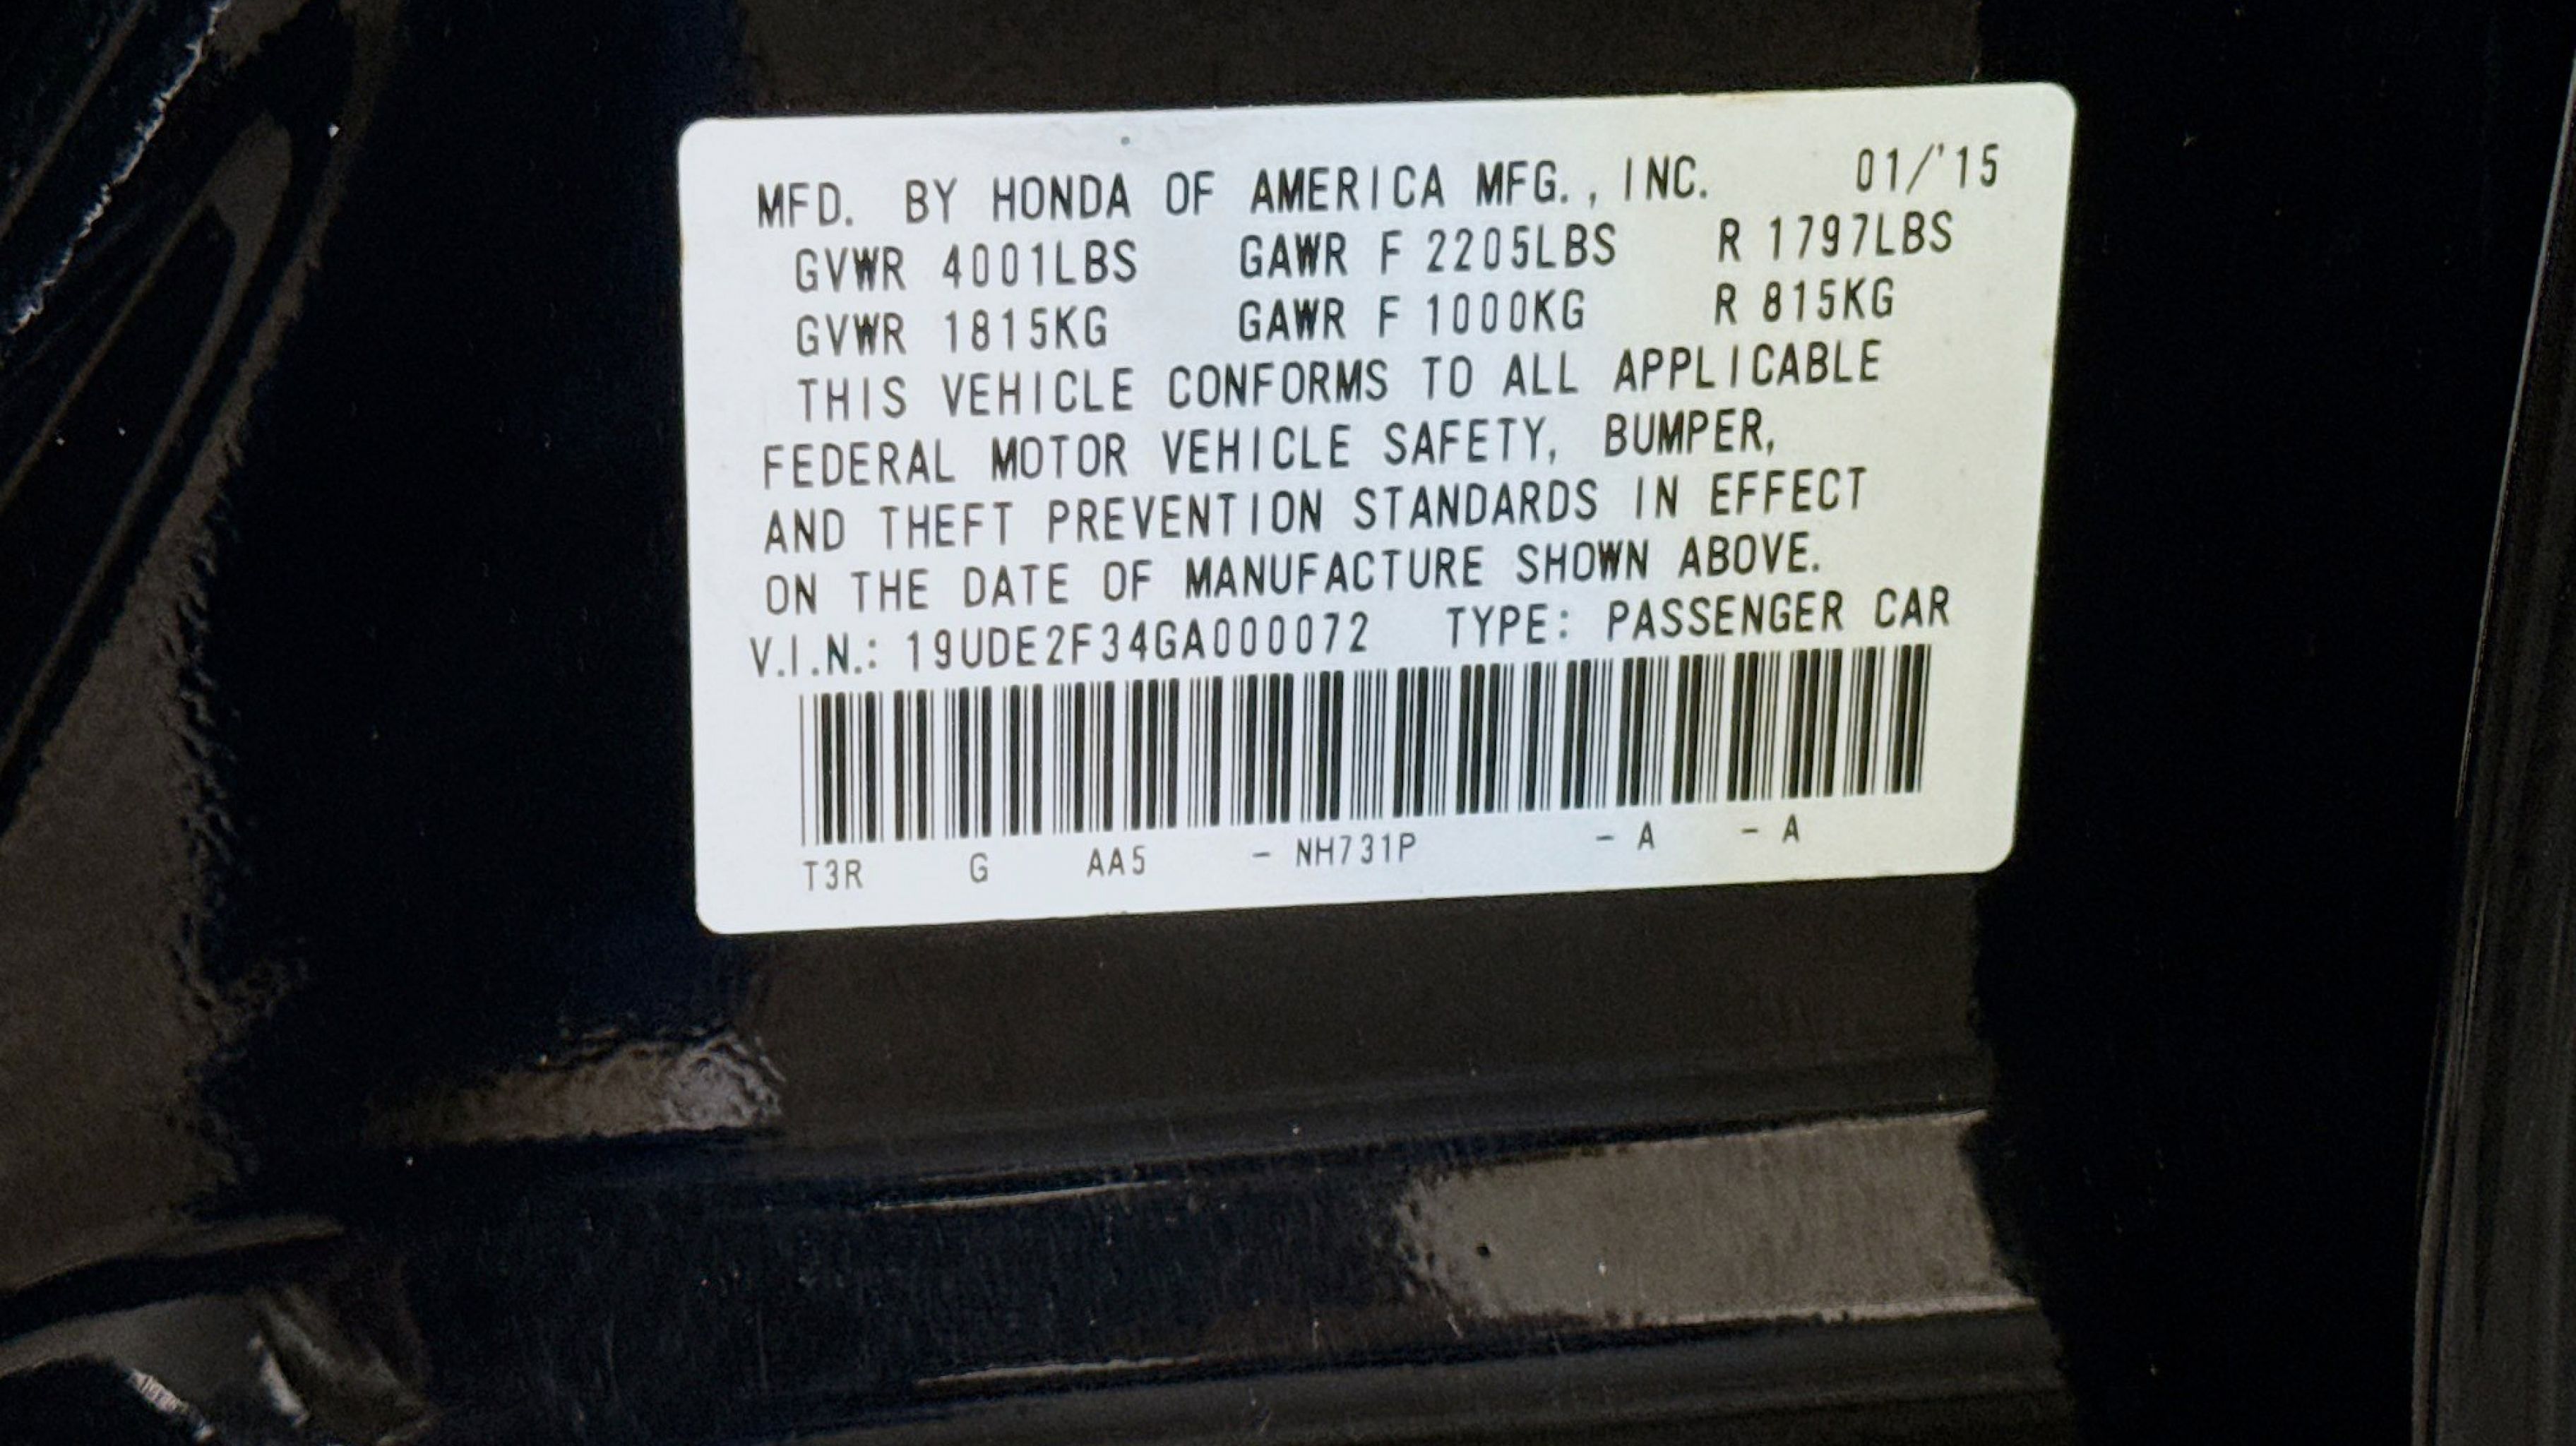 MFD. BY HONDA OF AMERICA MFG., INC. 01/'15
GVWR 4001LBS GAWR F 2205LBS R 1797LBS
GVWR 1815KG GAWR F 1000KG R 815KG
THIS VEHICLE CONFORMS TO ALL APPLICABLE
FEDERAL MOTOR VEHICLE SAFETY, BUMPER,
AND THEFT PREVENTION STANDARDS IN EFFECT
ON THE DATE OF MANUFACTURE SHOWN ABOVE.
V.I.N.: 19UDE2F34GA000072 TYPE: PASSENGER CAR
T3R G AA5 - NH731P - A - A